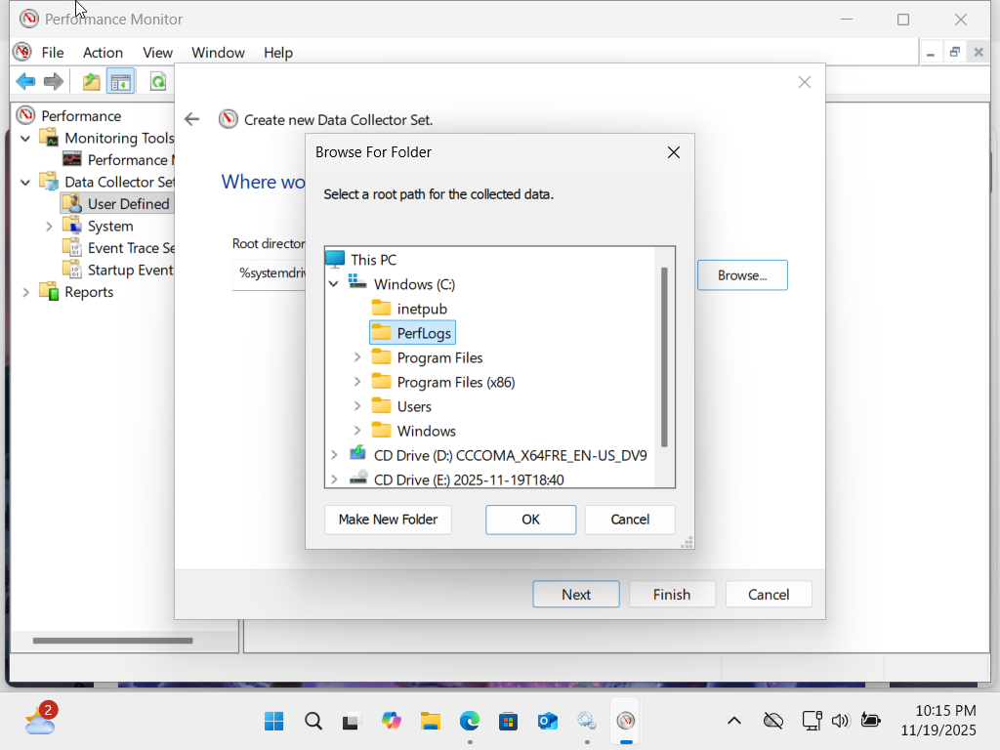 Performance Monitor
File Action View Window Help
Performance
Monitoring Tools
Performance M
Data Collector Set
User Defined
System
Event Trace Se
Startup Event
Reports
Create new Data Collector Set.
Where wo
Root director
%systemdriv
Browse...
Next
Finish
Cancel
Browse For Folder
Select a root path for the collected data.
This PC
Windows (C:)
inetpub
PerfLogs
Program Files
Program Files (x86)
Users
Windows
CD Drive (D:) CCCOMA_X64FRE_EN-US_DV9
CD Drive (E:) 2025-11-19T18:40
Make New Folder
OK
Cancel
2
10:15 PM
11/19/2025